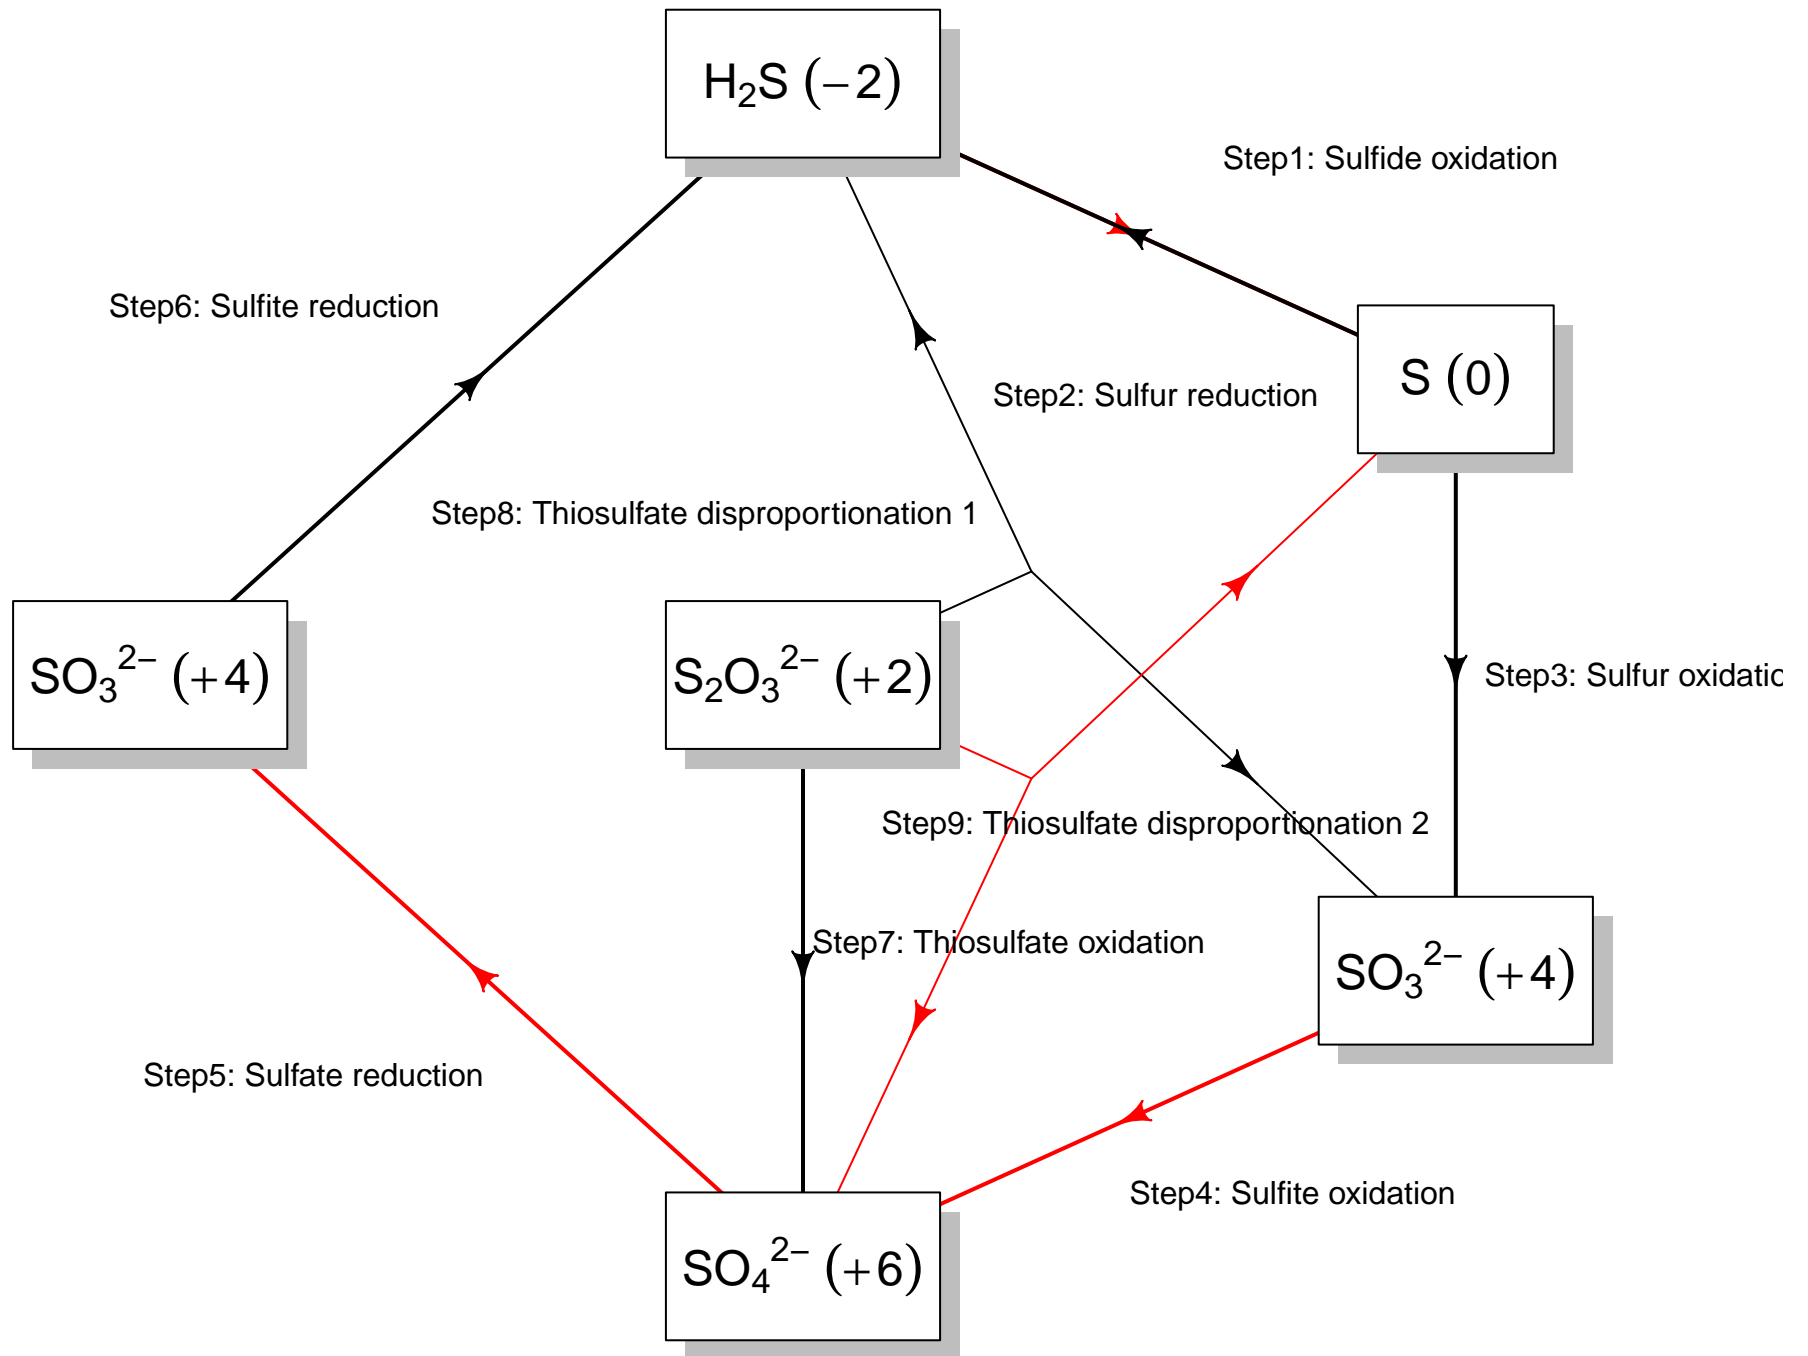 H₂S (−2)
Step1: Sulfide oxidation
Step6: Sulfite reduction
S (0)
Step2: Sulfur reduction
Step8: Thiosulfate disproportionation 1
SO₃²⁻ (+4)
S₂O₃²⁻ (+2)
Step3: Sulfur oxidatic
Step9: Thiosulfate disproportionation 2
Step7: Thiosulfate oxidation
SO₃²⁻ (+4)
Step5: Sulfate reduction
Step4: Sulfite oxidation
SO₄²⁻ (+6)